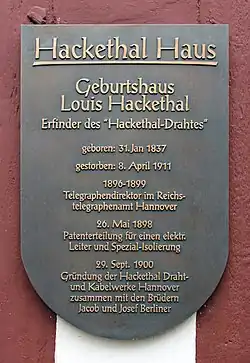 Hackethal Haus
Geburtshaus
Louis Hackethal
Erfinder des "Hackethal-Drahtes"
geboren: 31. Jan 1837
gestorben: 8. April 1911
1896-1899
Telegraphendirektor im Reichs-
telegraphenamt Hannover
26. Mai 1898
Patenterteilung für einen elektr.
Leiter und Spezial-Isolierung
29. Sept. 1900
Gründung der Hackethal Draht-
und Kabelwerke Hannover
zusammen mit den Brüdern
Jacob und Josef Berliner